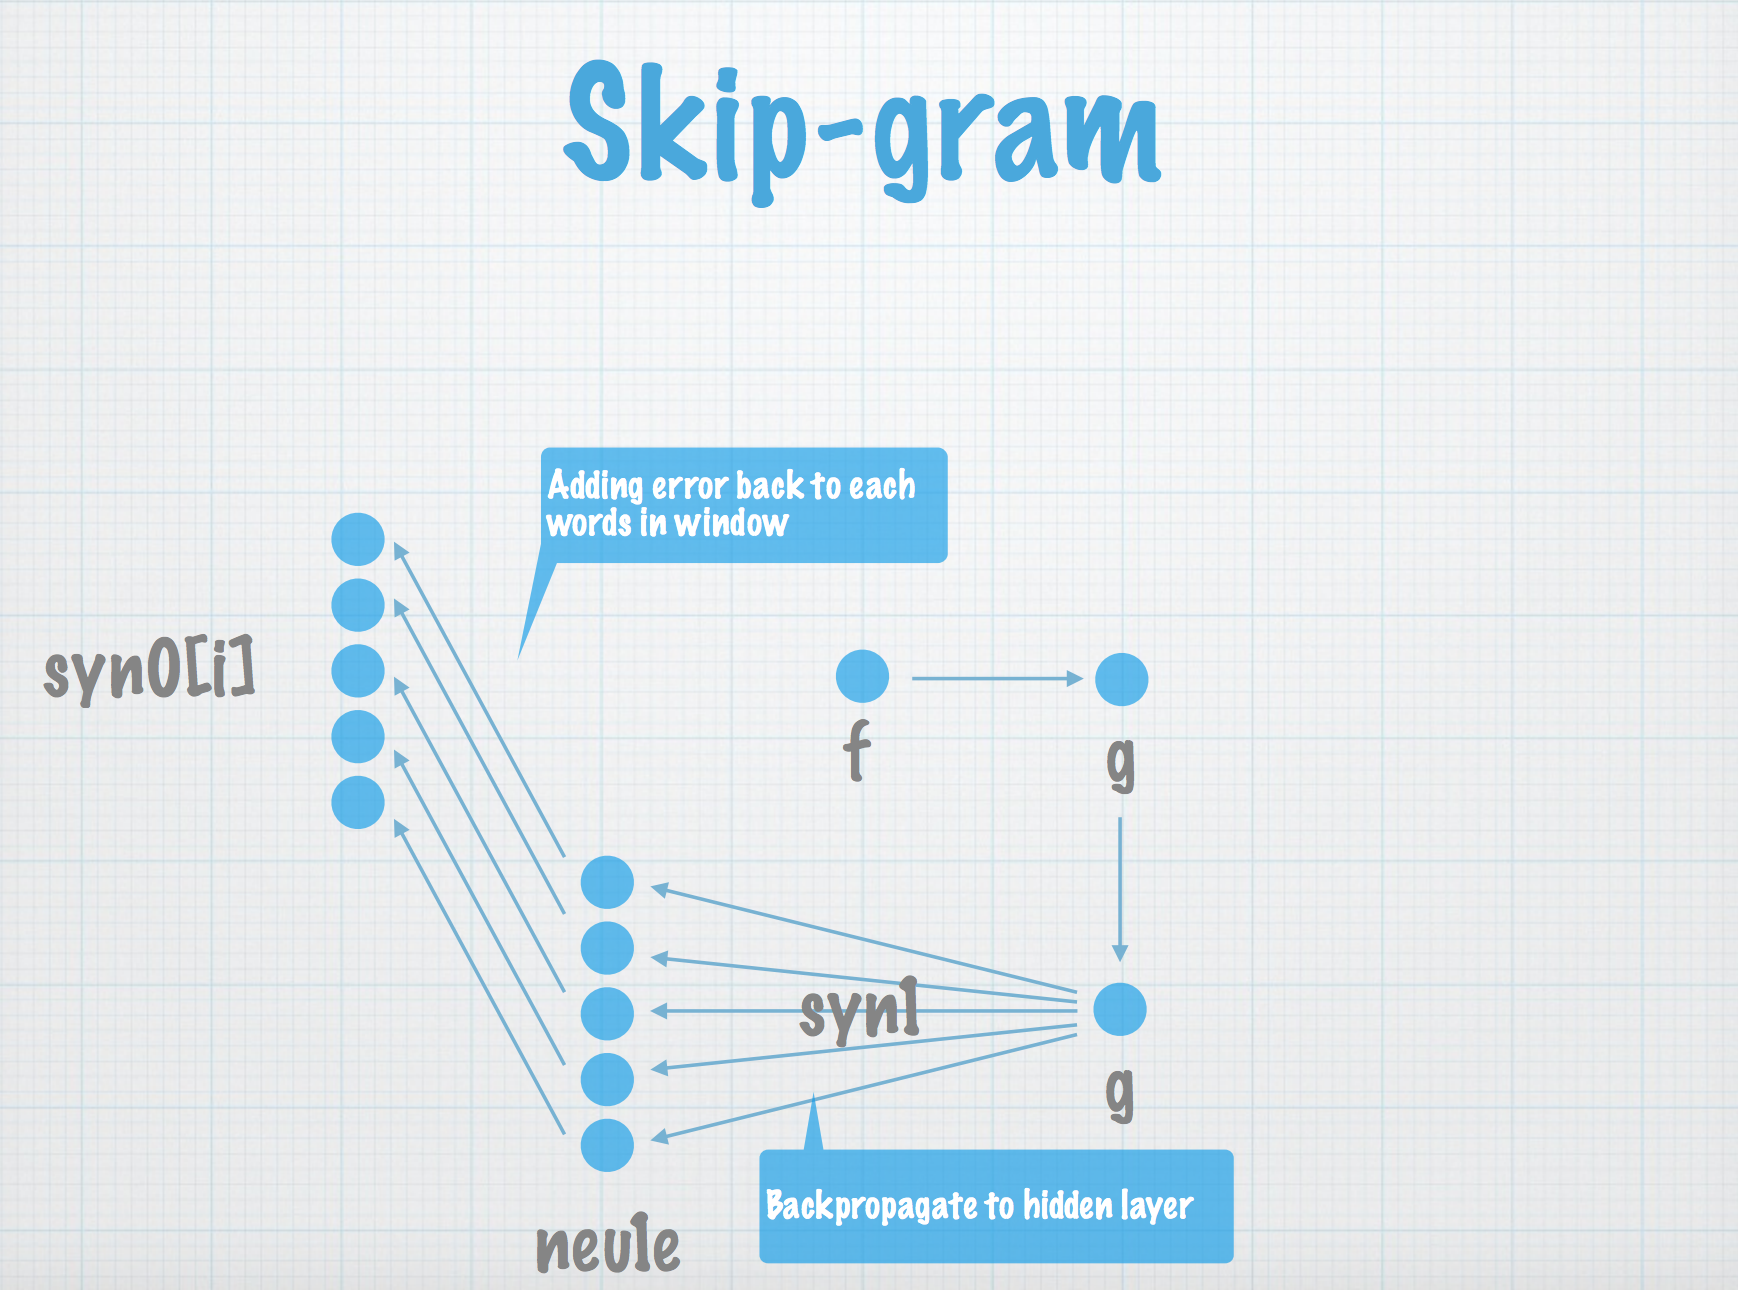 Skip-gram
Adding error back to each
words in window
syn0[i]
f
g
syn1
g
Backpropagate to hidden layer
neu1e